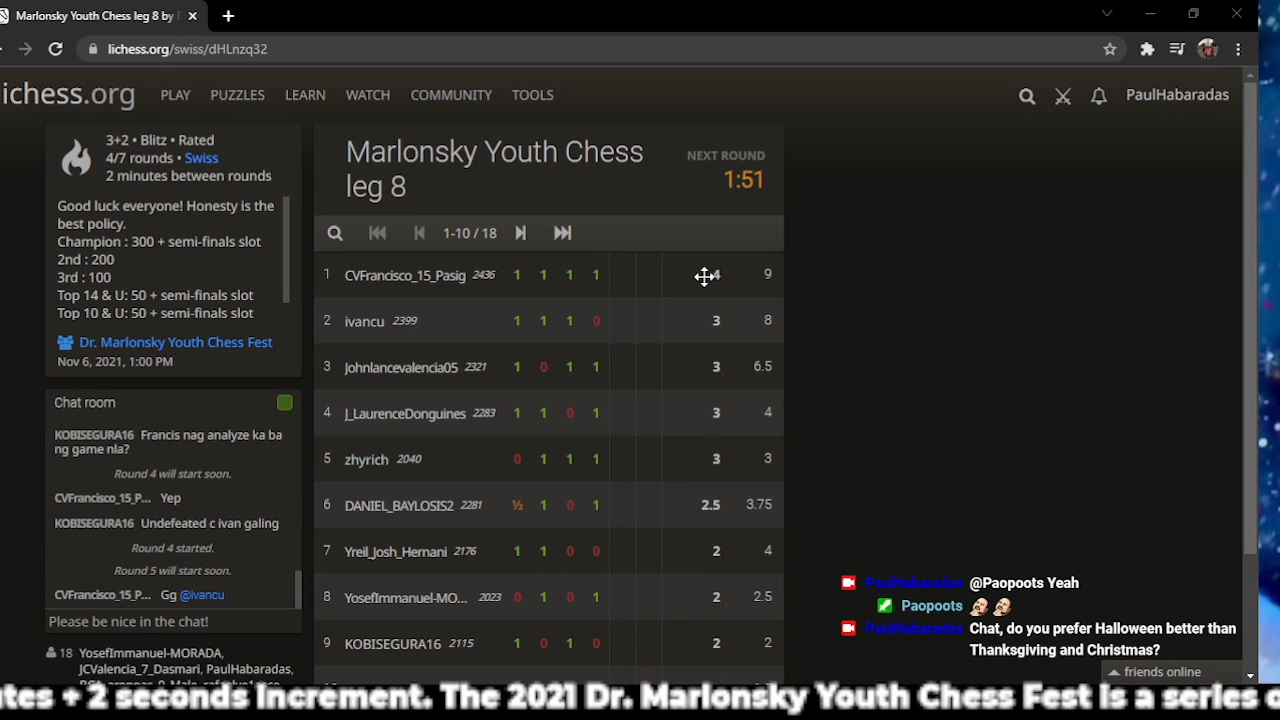 Marlonsky Youth Chess leg 8 by
lichess.org/swiss/dHLnzq32
ichess.org PLAY PUZZLES LEARN WATCH COMMUNITY TOOLS PaulHabaradas
3+2 • Blitz • Rated
4/7 rounds • Swiss
2 minutes between rounds
Good luck everyone! Honesty is the
best policy.
Champion : 300 + semi-finals slot
2nd : 200
3rd : 100
Top 14 & U: 50 + semi-finals slot
Top 10 & U: 50 + semi-finals slot
Dr. Marlonsky Youth Chess Fest
Nov 6, 2021, 1:00 PM
Chat room
KOBISEGURA16 Francis nag analyze ka ba
ng game nla?
Round 4 will start soon.
CVFrancisco_15_P... Yep
KOBISEGURA16 Undefeated c ivan galing
Round 4 started.
Round 5 will start soon.
CVFrancisco_15_P... Gg @ivancu
Please be nice in the chat!
18 YosefImmanuel-MORADA,
JCValencia_7_Dasmari, PaulHabaradas,
Marlonsky Youth Chess
leg 8
NEXT ROUND
1:51
1-10 / 18
1 CVFrancisco_15_Pasig 2436 1 1 1 1 4 9
2 ivancu 2399 1 1 1 0 3 8
3 Johnlancevalencia05 2321 1 0 1 1 3 6.5
4 J_LaurenceDonguines 2283 1 1 0 1 3 4
5 zhyrich 2040 0 1 1 1 3 3
6 DANIEL_BAYLOSIS2 2281 ½ 1 0 1 2.5 3.75
7 Yreil_Josh_Hernani 2176 1 1 0 0 2 4
8 YosefImmanuel-MO... 2023 0 1 0 1 2 2.5
9 KOBISEGURA16 2115 1 0 1 0 2 2
PaulHabaradas @Paopoots Yeah
Paopoots
PaulHabaradas Chat, do you prefer Halloween better than
Thanksgiving and Christmas?
friends online
utes + 2 seconds increment. The 2021 Dr. Marlonsky Youth Chess Fest is a series